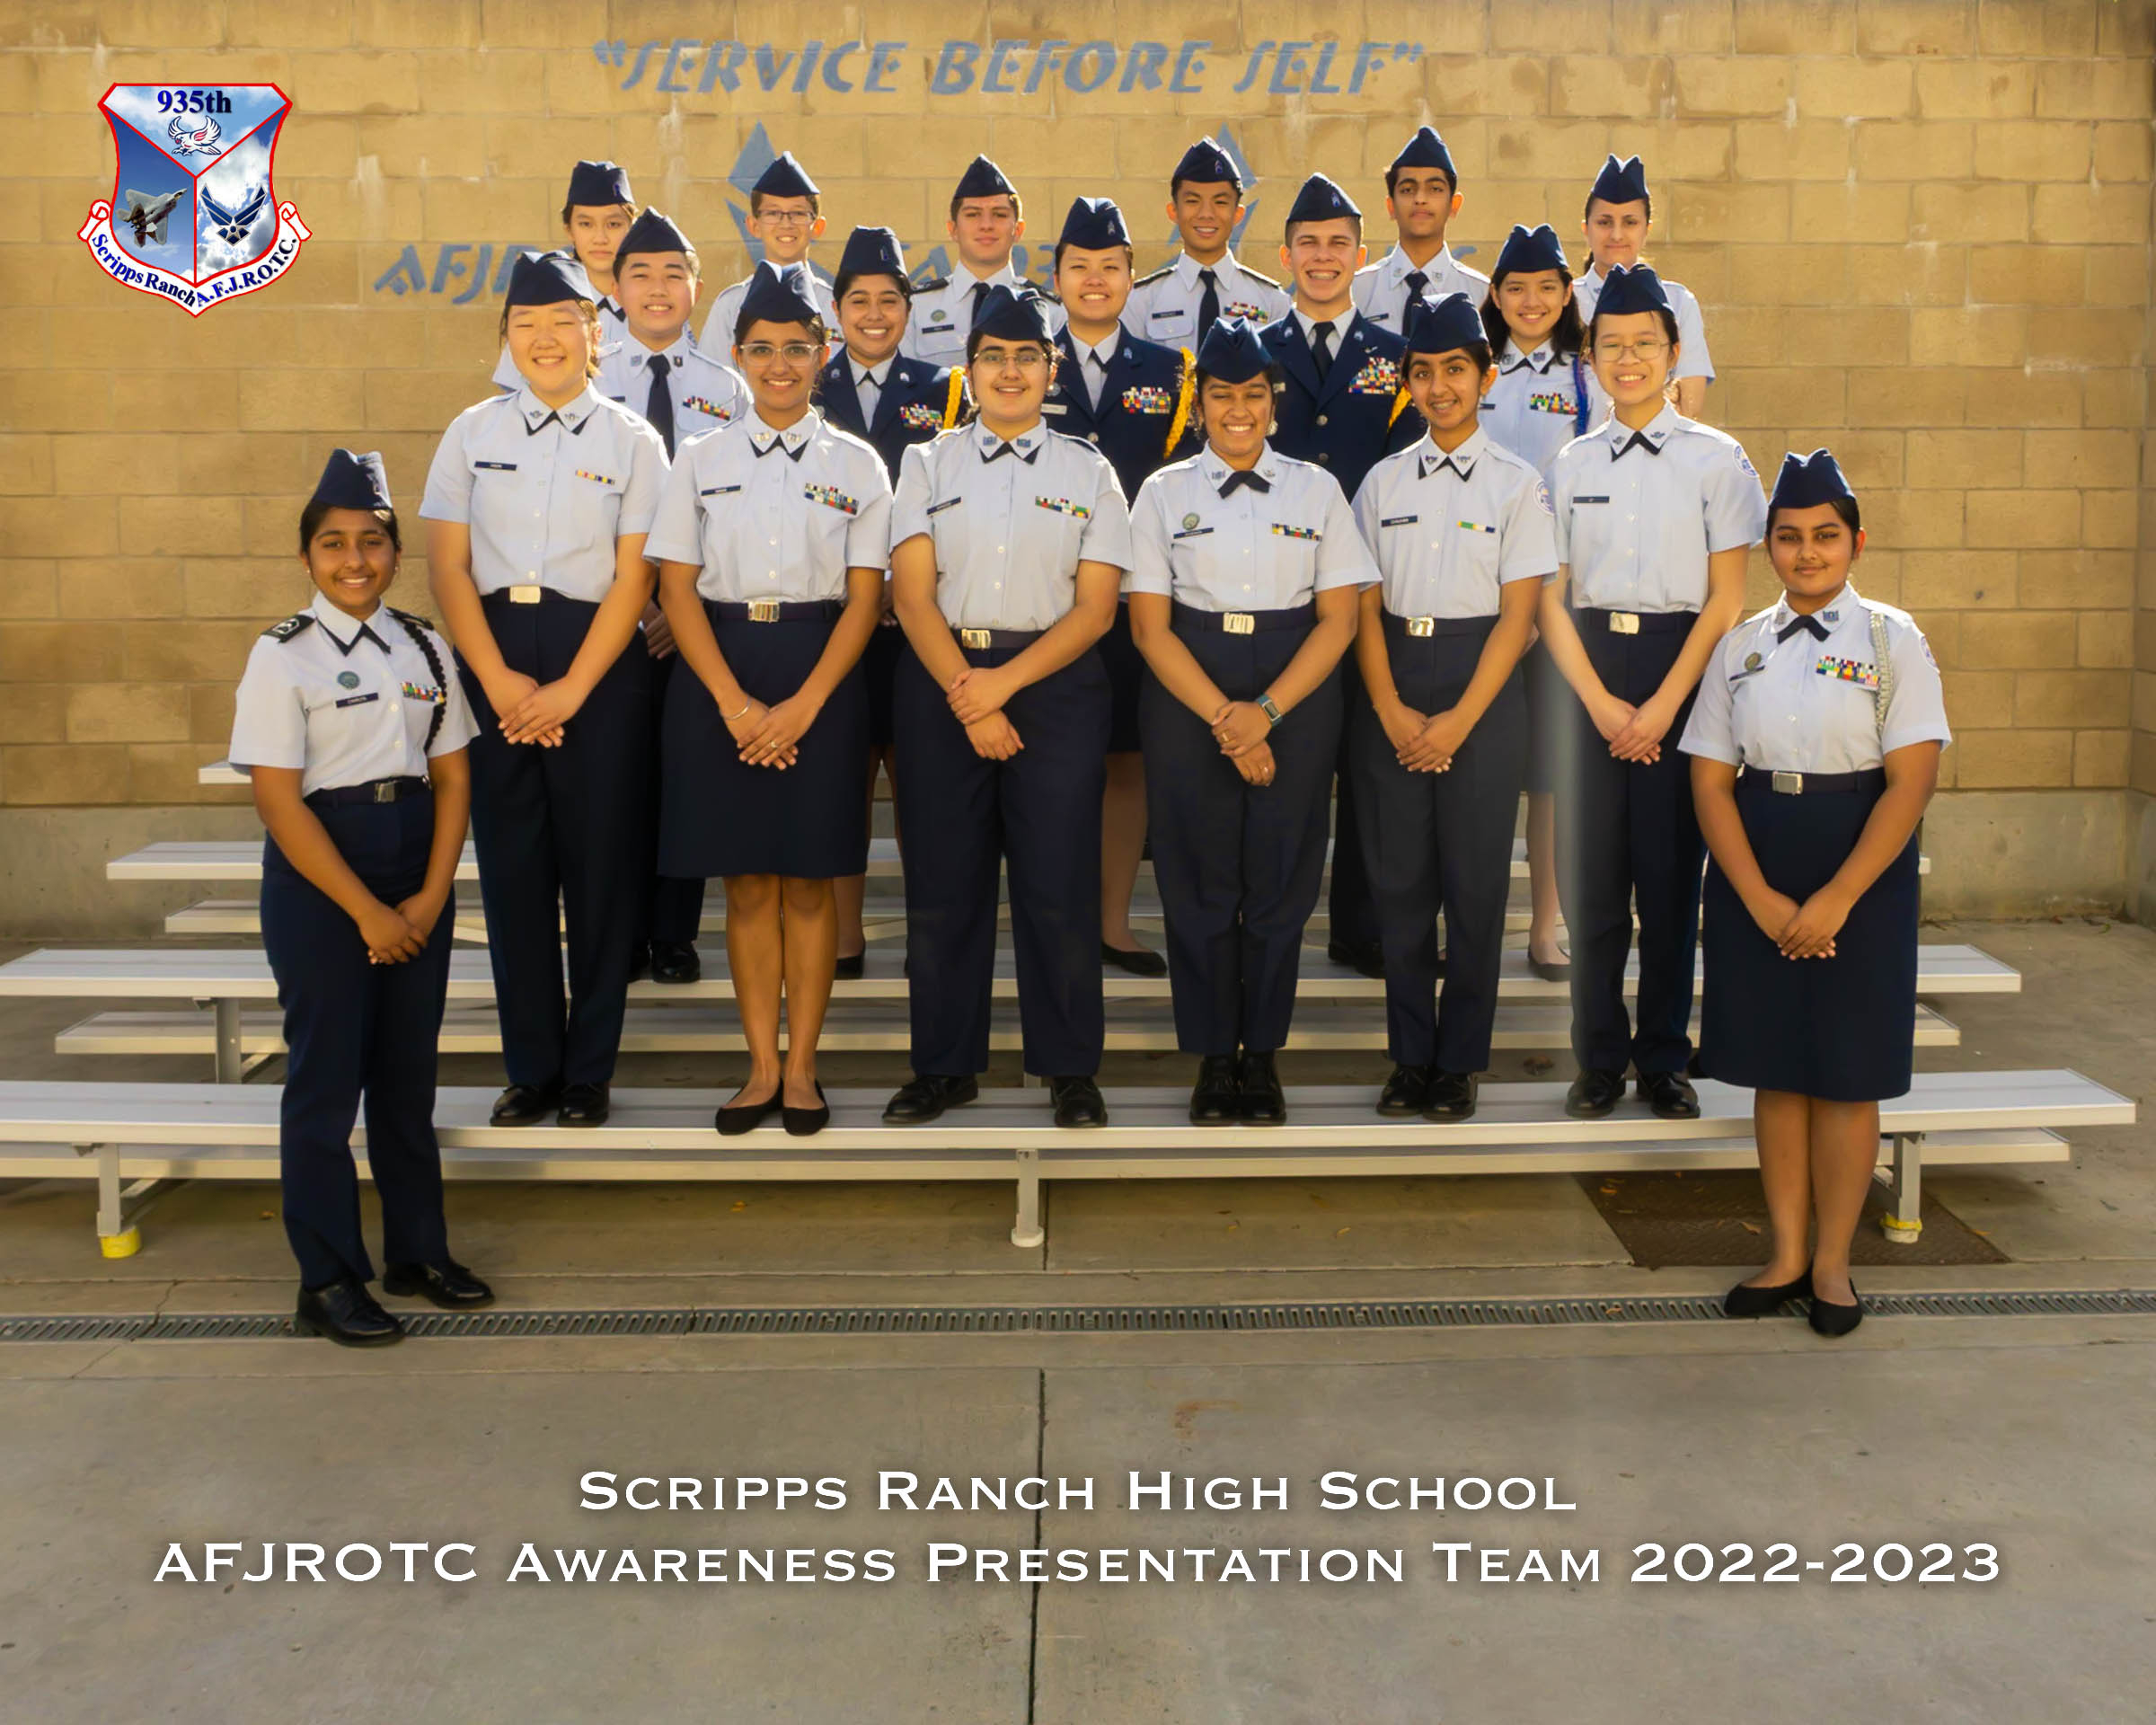 "SERVICE BEFORE SELF"
935th
Scripps Ranch A.F.J.R.O.T.C.
SCRIPPS RANCH HIGH SCHOOL
AFJROTC AWARENESS PRESENTATION TEAM 2022-2023